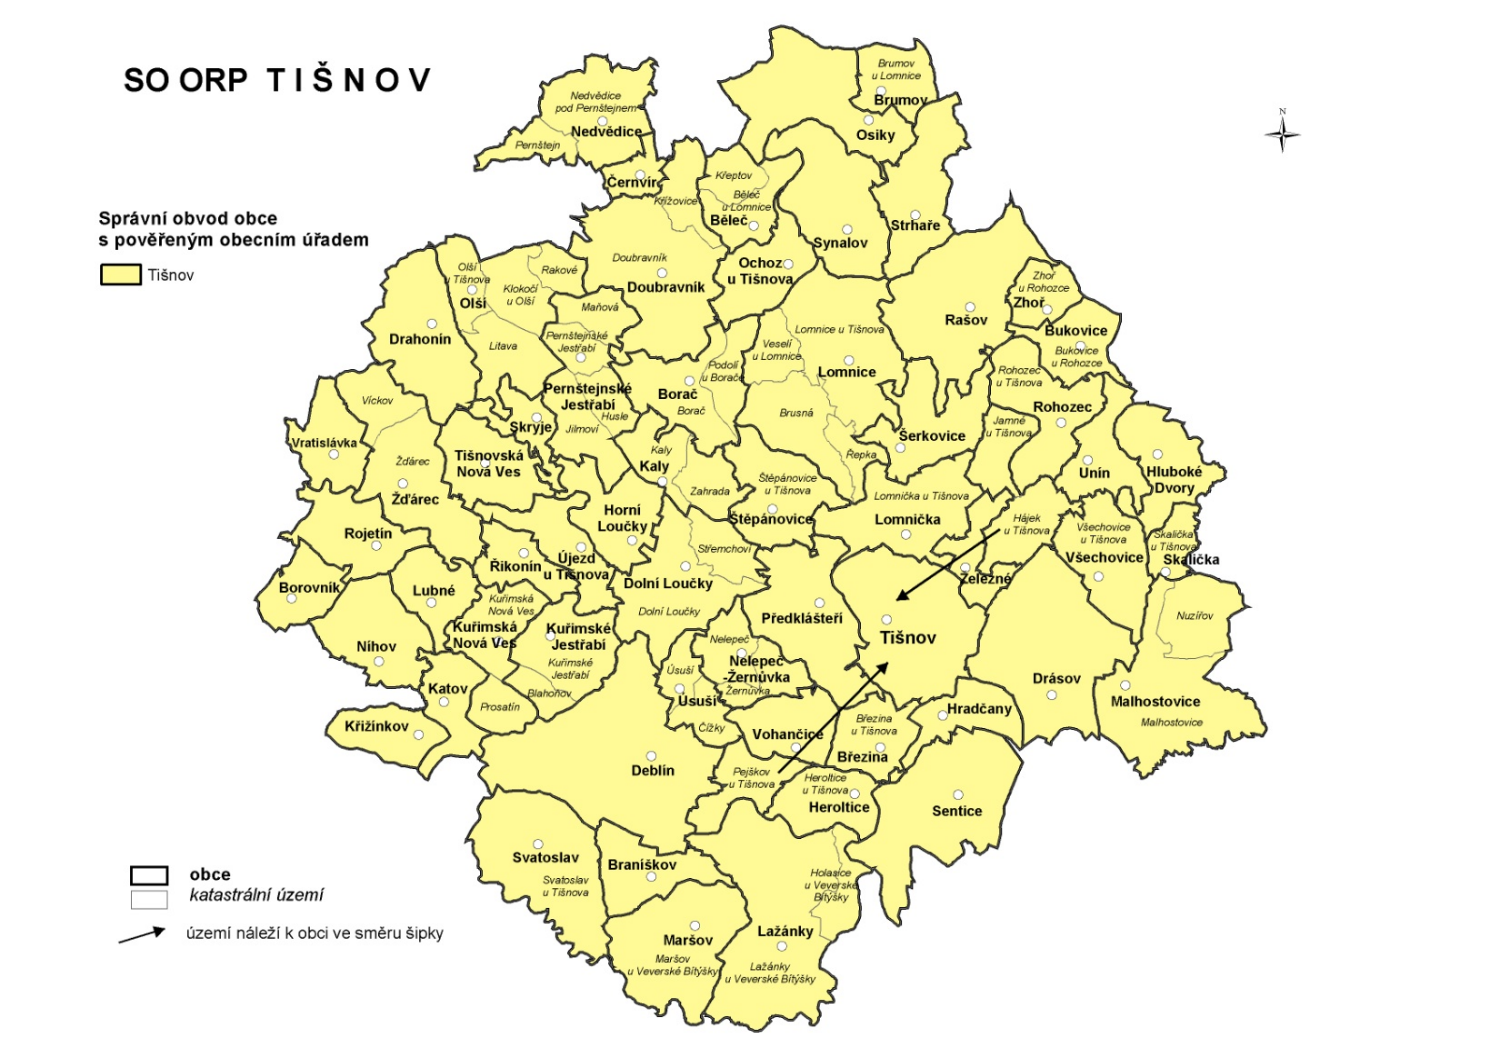 SO ORP TIŠNOV
N
Správní obvod obce
s pověřeným obecním úřadem
Tišnov
Brumov
u Lomnice
Brumov
Osiky
Nedvědice
pod Pernštejnem
Nedvědice
Pernštejn
Černvír
Křížovice
Křeptov
Běleč
u Lomnice
Běleč
Synalov
Strhaře
Doubravník
Doubravník
Ochoz
u Tišnova
Olší
u Tišnova
Olší
Klokočí
u Olší
Rakové
Maňová
Zhoř
u Rohozce
Zhoř
Rašov
Bukovice
Bukovice
u Rohozce
Drahonín
Litava
Pernštejnské
Jestřabí
Pernštejnské
Jestřabí
Husle
Jilmoví
Lomnice u Tišnova
Veselí
u Lomnice
Lomnice
Podolí
u Borače
Borač
Borač
Brusná
Řepka
Rohozec
u Tišnova
Rohozec
Jamné
u Tišnova
Šerkovice
Víckov
Vratislávka
Skryje
Tišnovská
Nová Ves
Žďárec
Žďárec
Kaly
Kaly
Zahrada
Štěpánovice
u Tišnova
Štěpánovice
Lomnička u Tišnova
Lomnička
Unín
Hluboké
Dvory
Horní
Loučky
Hájek
u Tišnova
Všechovice
u Tišnova
Všechovice
Skalička
u Tišnova
Skalička
Rojetín
Řikonín
Újezd
u Tišnova
Střemchoví
Dolní Loučky
Dolní Loučky
Železné
Borovník
Lubné
Kuřimská
Nová Ves
Kuřimská
Nová Ves
Kuřimské
Jestřabí
Kuřimské
Jestřabí
Blahoňov
Předklášteří
Tišnov
Nuzířov
Níhov
Nelepeč
Nelepeč
-Žernůvka
Žernůvka
Úsuší
Úsuší
Čížky
Katov
Prosatín
Drásov
Malhostovice
Malhostovice
Křižínkov
Hradčany
Vohančice
Březina
u Tišnova
Březina
Deblín
Pejškov
u Tišnova
Heroltice
u Tišnova
Heroltice
Sentice
Svatoslav
Svatoslav
u Tišnova
Braníškov
Holasice
u Veverské
Bítýšky
Maršov
Maršov
u Veverské Bítýšky
Lažánky
Lažánky
u Veverské Bítýšky
obce
katastrální území
území náleží k obci ve směru šipky